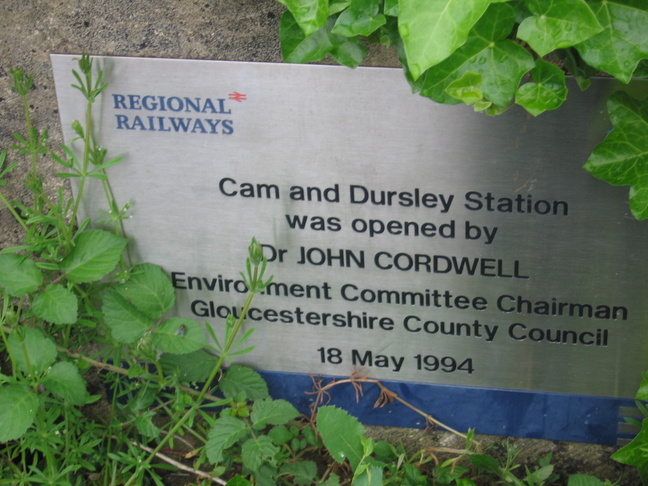 REGIONAL
RAILWAYS
Cam and Dursley Station
was opened by
Dr JOHN CORDWELL
Environment Committee Chairman
Gloucestershire County Council
18 May 1994